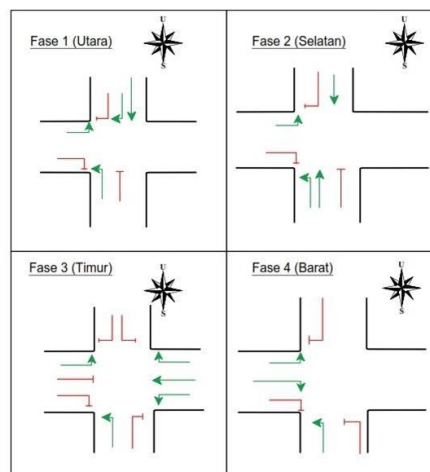 Fase 1 (Utara)
U
S
Fase 2 (Selatan)
U
S
Fase 3 (Timur)
U
S
Fase 4 (Barat)
U
S